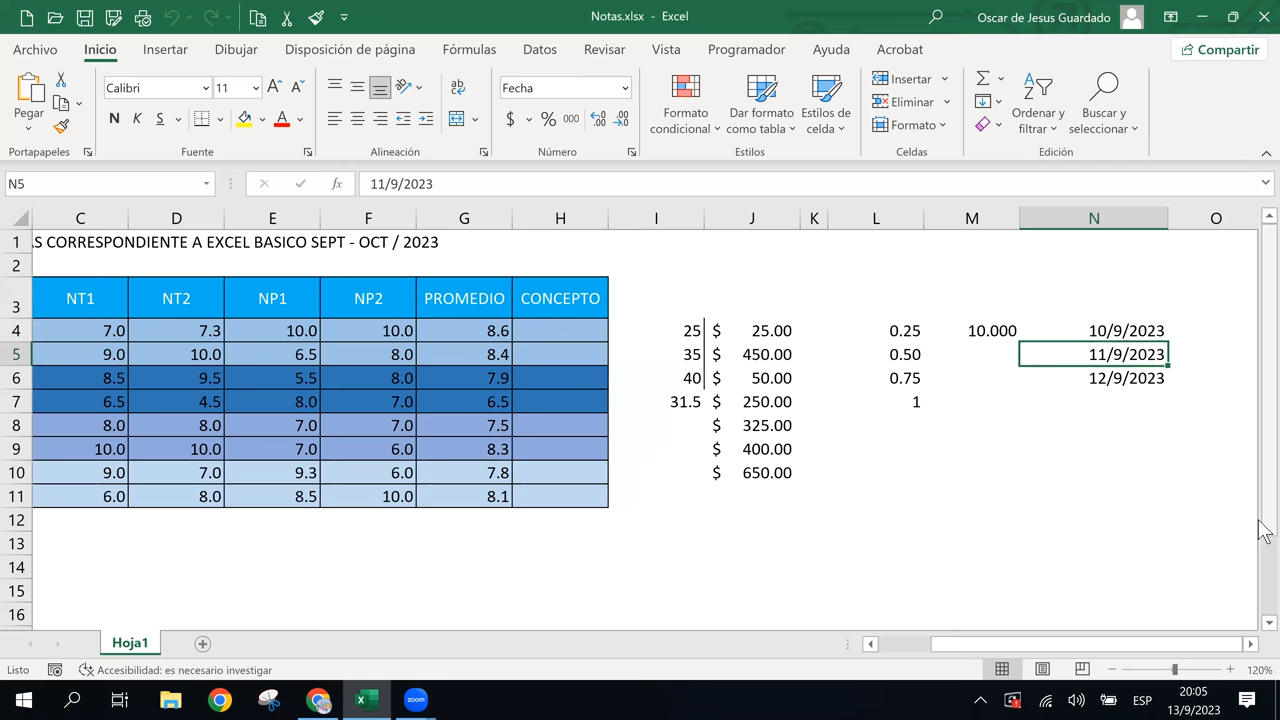 Notas.xlsx - Excel
Oscar de Jesus Guardado
Archivo Inicio Insertar Dibujar Disposición de página Fórmulas Datos Revisar Vista Programador Ayuda Acrobat
Compartir
Pegar
Calibri 11
N K S
ab
Fecha
$ % 000
Formato condicional
Dar formato como tabla
Estilos de celda
Insertar
Eliminar
Formato
Ordenar y filtrar
Buscar y seleccionar
Portapapeles Fuente Alineación Número Estilos Celdas Edición
N5 fx 11/9/2023
C D E F G H I J K L M N O
1 AS CORRESPONDIENTE A EXCEL BASICO SEPT - OCT / 2023
2
3 NT1 NT2 NP1 NP2 PROMEDIO CONCEPTO
4 7.0 7.3 10.0 10.0 8.6 25 $ 25.00 0.25 10.000 10/9/2023
5 9.0 10.0 6.5 8.0 8.4 35 $ 450.00 0.50 11/9/2023
6 8.5 9.5 5.5 8.0 7.9 40 $ 50.00 0.75 12/9/2023
7 6.5 4.5 8.0 7.0 6.5 31.5 $ 250.00 1
8 8.0 8.0 7.0 7.0 7.5 $ 325.00
9 10.0 10.0 7.0 6.0 8.3 $ 400.00
10 9.0 7.0 9.3 6.0 7.8 $ 650.00
11 6.0 8.0 8.5 10.0 8.1
12
13
14
15
16
Hoja1
Listo Accesibilidad: es necesario investigar 120%
zoom
ESP
20:05
13/9/2023